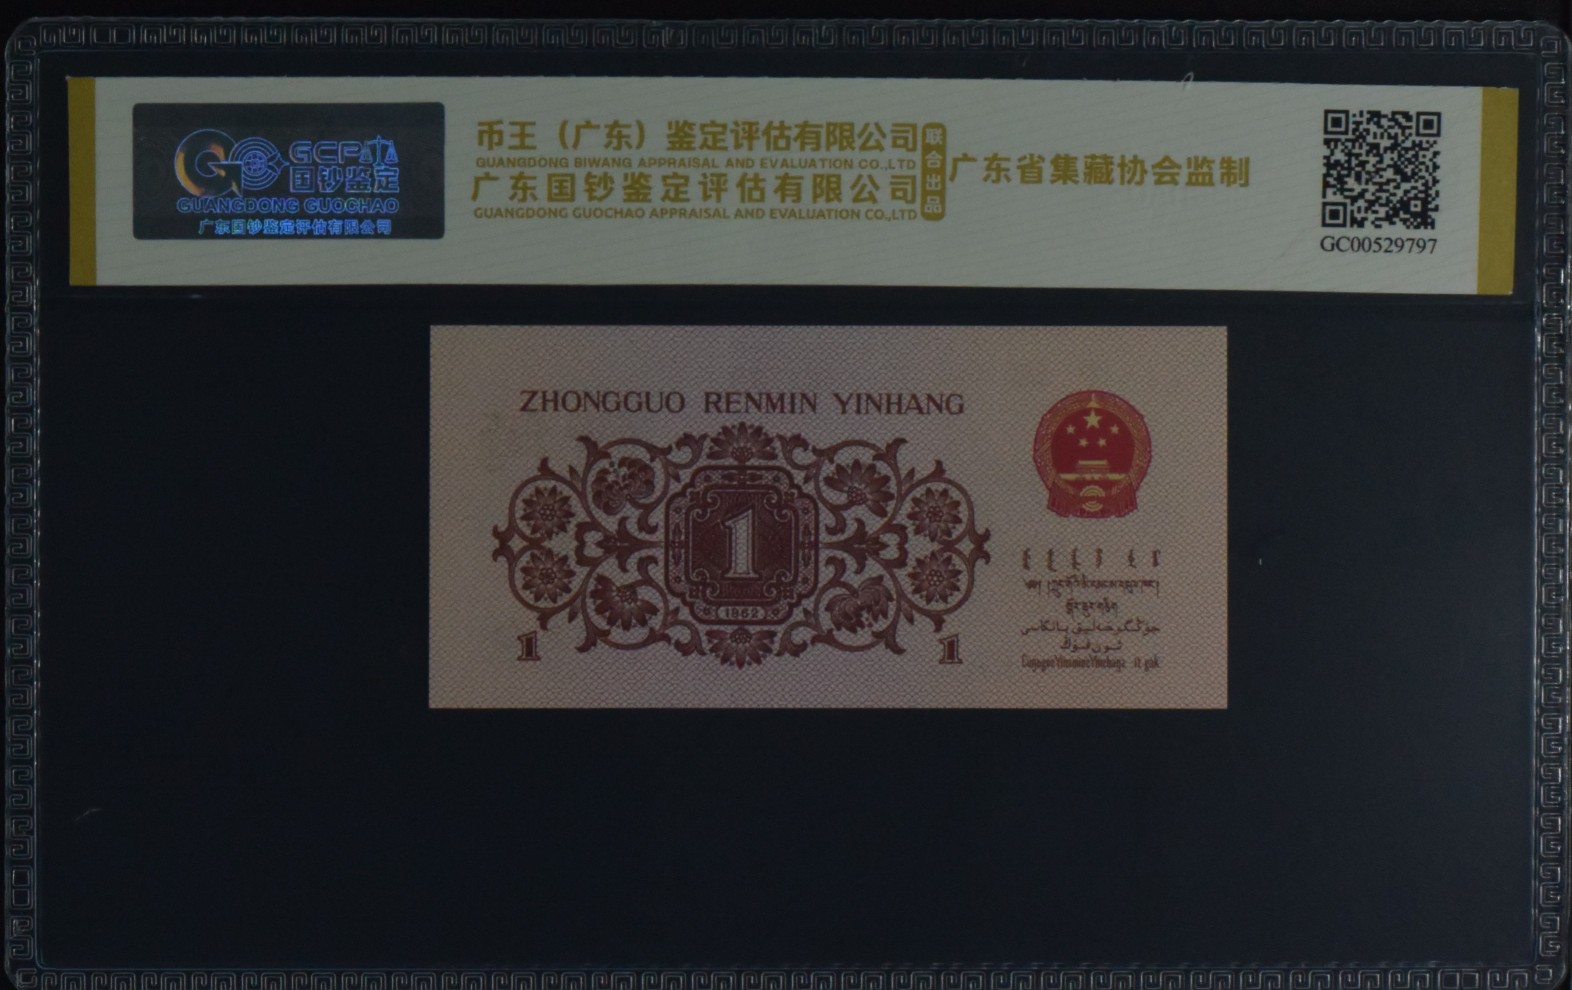 GCPA
国钞鉴定
GUANGDONG GUOCHAO
广东国钞鉴定评估有限公司
币王（广东）鉴定评估有限公司
GUANGDONG BIWANG APPRAISAL AND EVALUATION CO.,LTD
广东国钞鉴定评估有限公司
GUANGDONG GUOCHAO APPRAISAL AND EVALUATION CO.,LTD
联合出品
广东省集藏协会监制
GC00529797
ZHONGGUO RENMIN YINHANG
1
1962
1
1